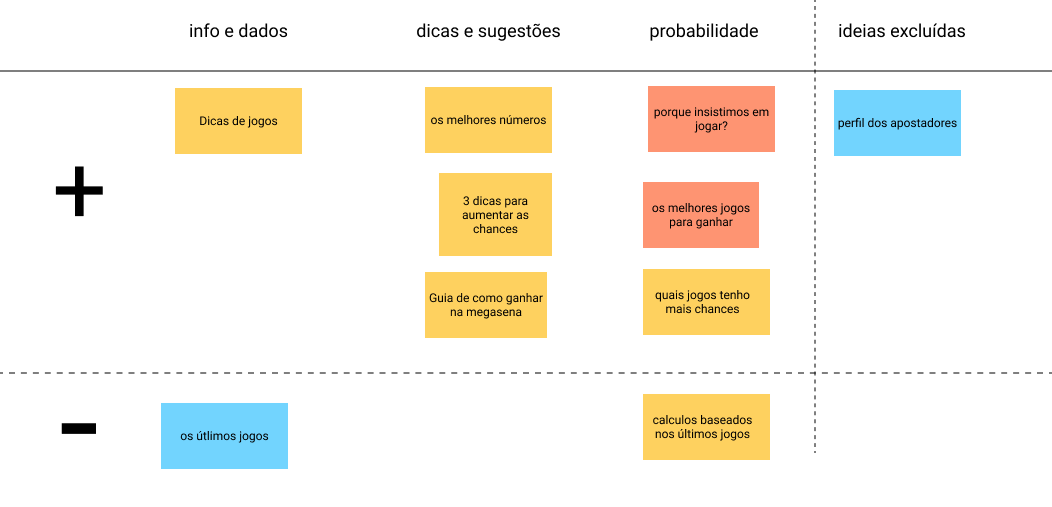 info e dados
dicas e sugestões
probabilidade
ideias excluídas
+
Dicas de jogos
os melhores números
porque insistimos em
jogar?
perfil dos apostadores
3 dicas para
aumentar as
chances
os melhores jogos
para ganhar
Guia de como ganhar
na megasena
quais jogos tenho
mais chances
-
os útlimos jogos
calculos baseados
nos últimos jogos